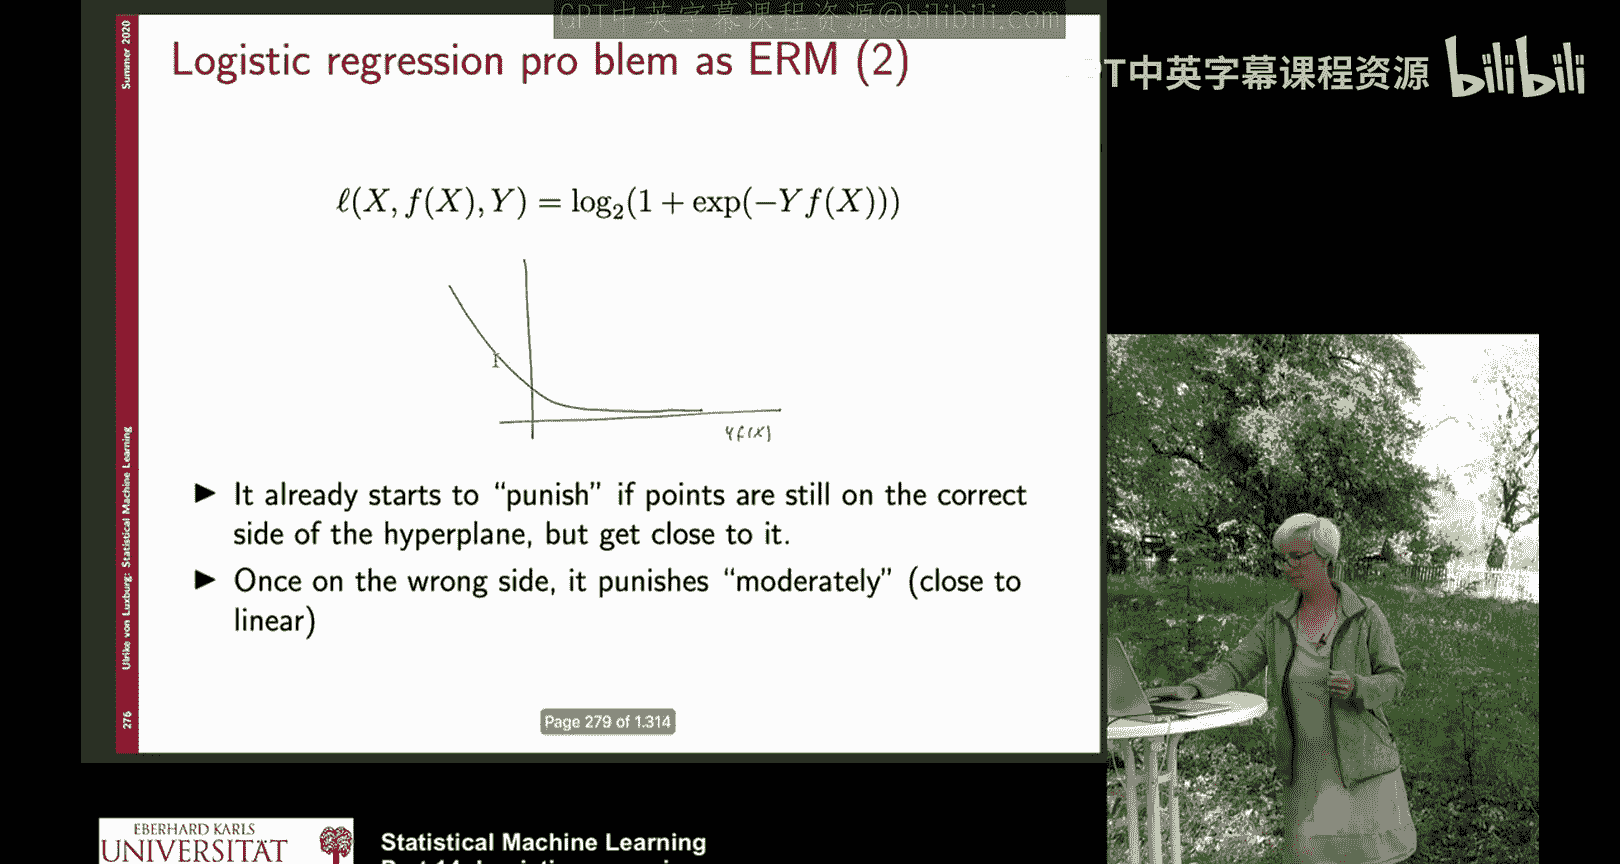 GPT中英字幕课程资源@bilibili.com
T中英字幕课程资源 bilibili
Summer 2020
Logistic regression pro blem as ERM (2)
ℓ(X, f(X), Y) = log₂(1 + exp(−Y f(X)))
Yf(X)
► It already starts to “punish” if points are still on the correct
side of the hyperplane, but get close to it.
► Once on the wrong side, it punishes “moderately” (close to
linear)
Ulrike von Luxburg: Statistical Machine Learning
276
Page 279 of 1.314
EBERHARD KARLS
UNIVERSITÄT
Statistical Machine Learning